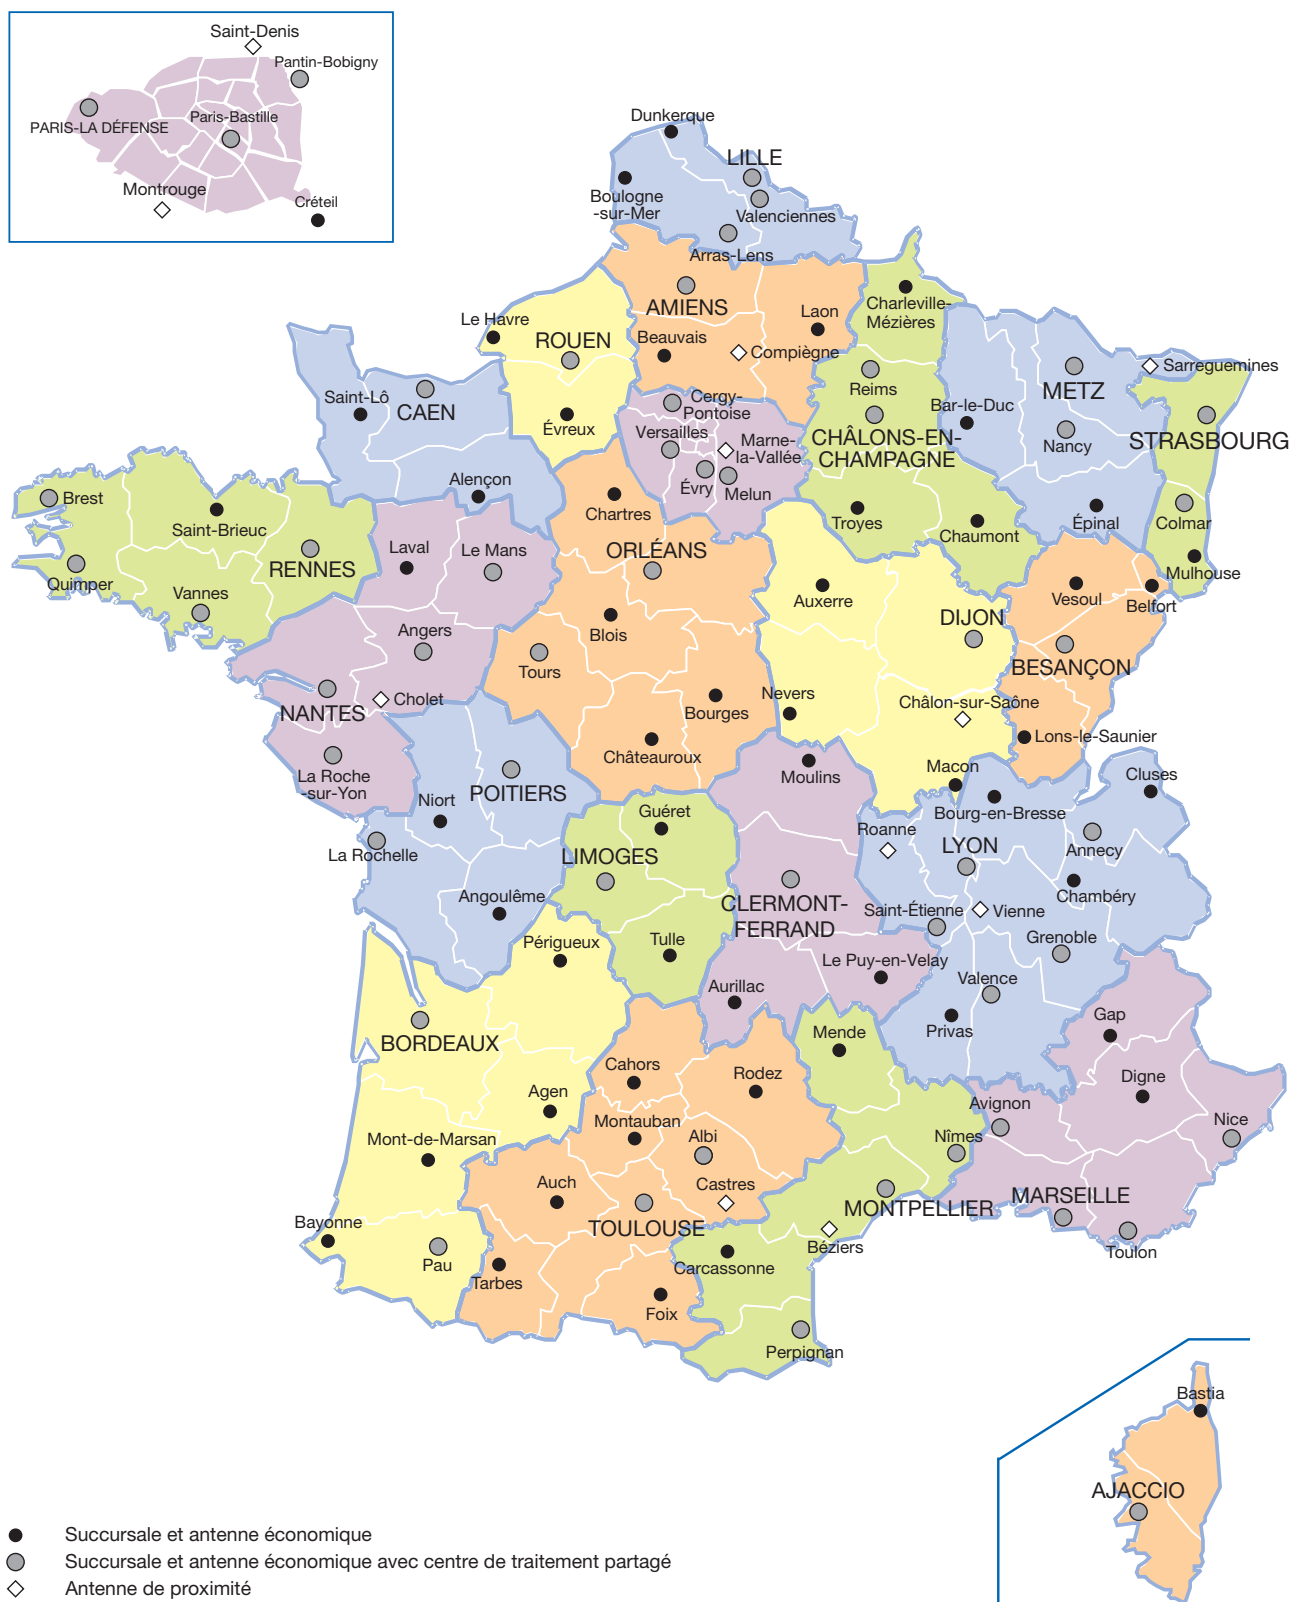 Saint-Denis
Pantin-Bobigny
PARIS-LA DÉFENSE
Paris-Bastille
Montrouge
Créteil
Dunkerque
LILLE
Boulogne
-sur-Mer
Valenciennes
Arras-Lens
AMIENS
Laon
Charleville-
Mézières
Le Havre
ROUEN
Beauvais
Compiègne
Sarreguemines
Reims
METZ
Saint-Lô
CAEN
Cergy-
Pontoise
Bar-le-Duc
Évreux
Versailles
Marne-
la-Vallée
CHÂLONS-EN-
CHAMPAGNE
Nancy
STRASBOURG
Évry
Melun
Alençon
Brest
Chartres
Troyes
Épinal
Colmar
Saint-Brieuc
Chaumont
Laval
Le Mans
ORLÉANS
RENNES
Mulhouse
Quimper
Vannes
Auxerre
Vesoul
Belfort
DIJON
Blois
Angers
BESANÇON
Tours
Nevers
Cholet
Châlon-sur-Saône
NANTES
Bourges
Lons-le-Saunier
Châteauroux
La Roche
-sur-Yon
Moulins
Macon
Cluses
Niort
POITIERS
Guéret
Bourg-en-Bresse
Roanne
LYON
Annecy
La Rochelle
LIMOGES
Angoulême
CLERMONT-
FERRAND
Saint-Étienne
Vienne
Chambéry
Périgueux
Tulle
Grenoble
Le Puy-en-Velay
Valence
Aurillac
Gap
BORDEAUX
Mende
Privas
Cahors
Rodez
Digne
Agen
Avignon
Montauban
Nice
Mont-de-Marsan
Albi
Nîmes
Auch
Castres
MARSEILLE
Bayonne
TOULOUSE
MONTPELLIER
Béziers
Toulon
Pau
Carcassonne
Tarbes
Foix
Perpignan
Bastia
AJACCIO
Succursale et antenne économique
Succursale et antenne économique avec centre de traitement partagé
Antenne de proximité